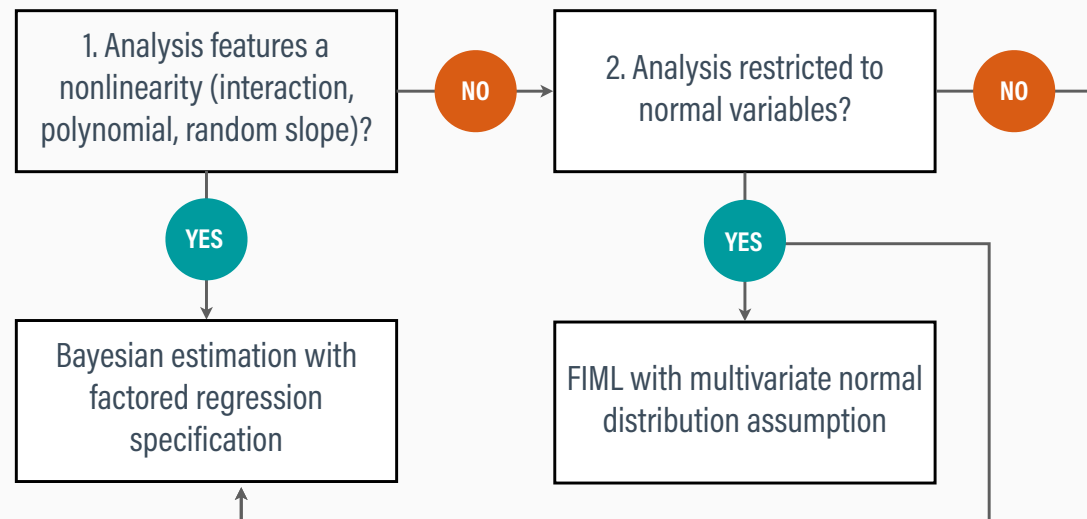 1. Analysis features a
nonlinearity (interaction,
polynomial, random slope)?
NO
2. Analysis restricted to
normal variables?
NO
YES
YES
Bayesian estimation with
factored regression
specification
FIML with multivariate normal
distribution assumption